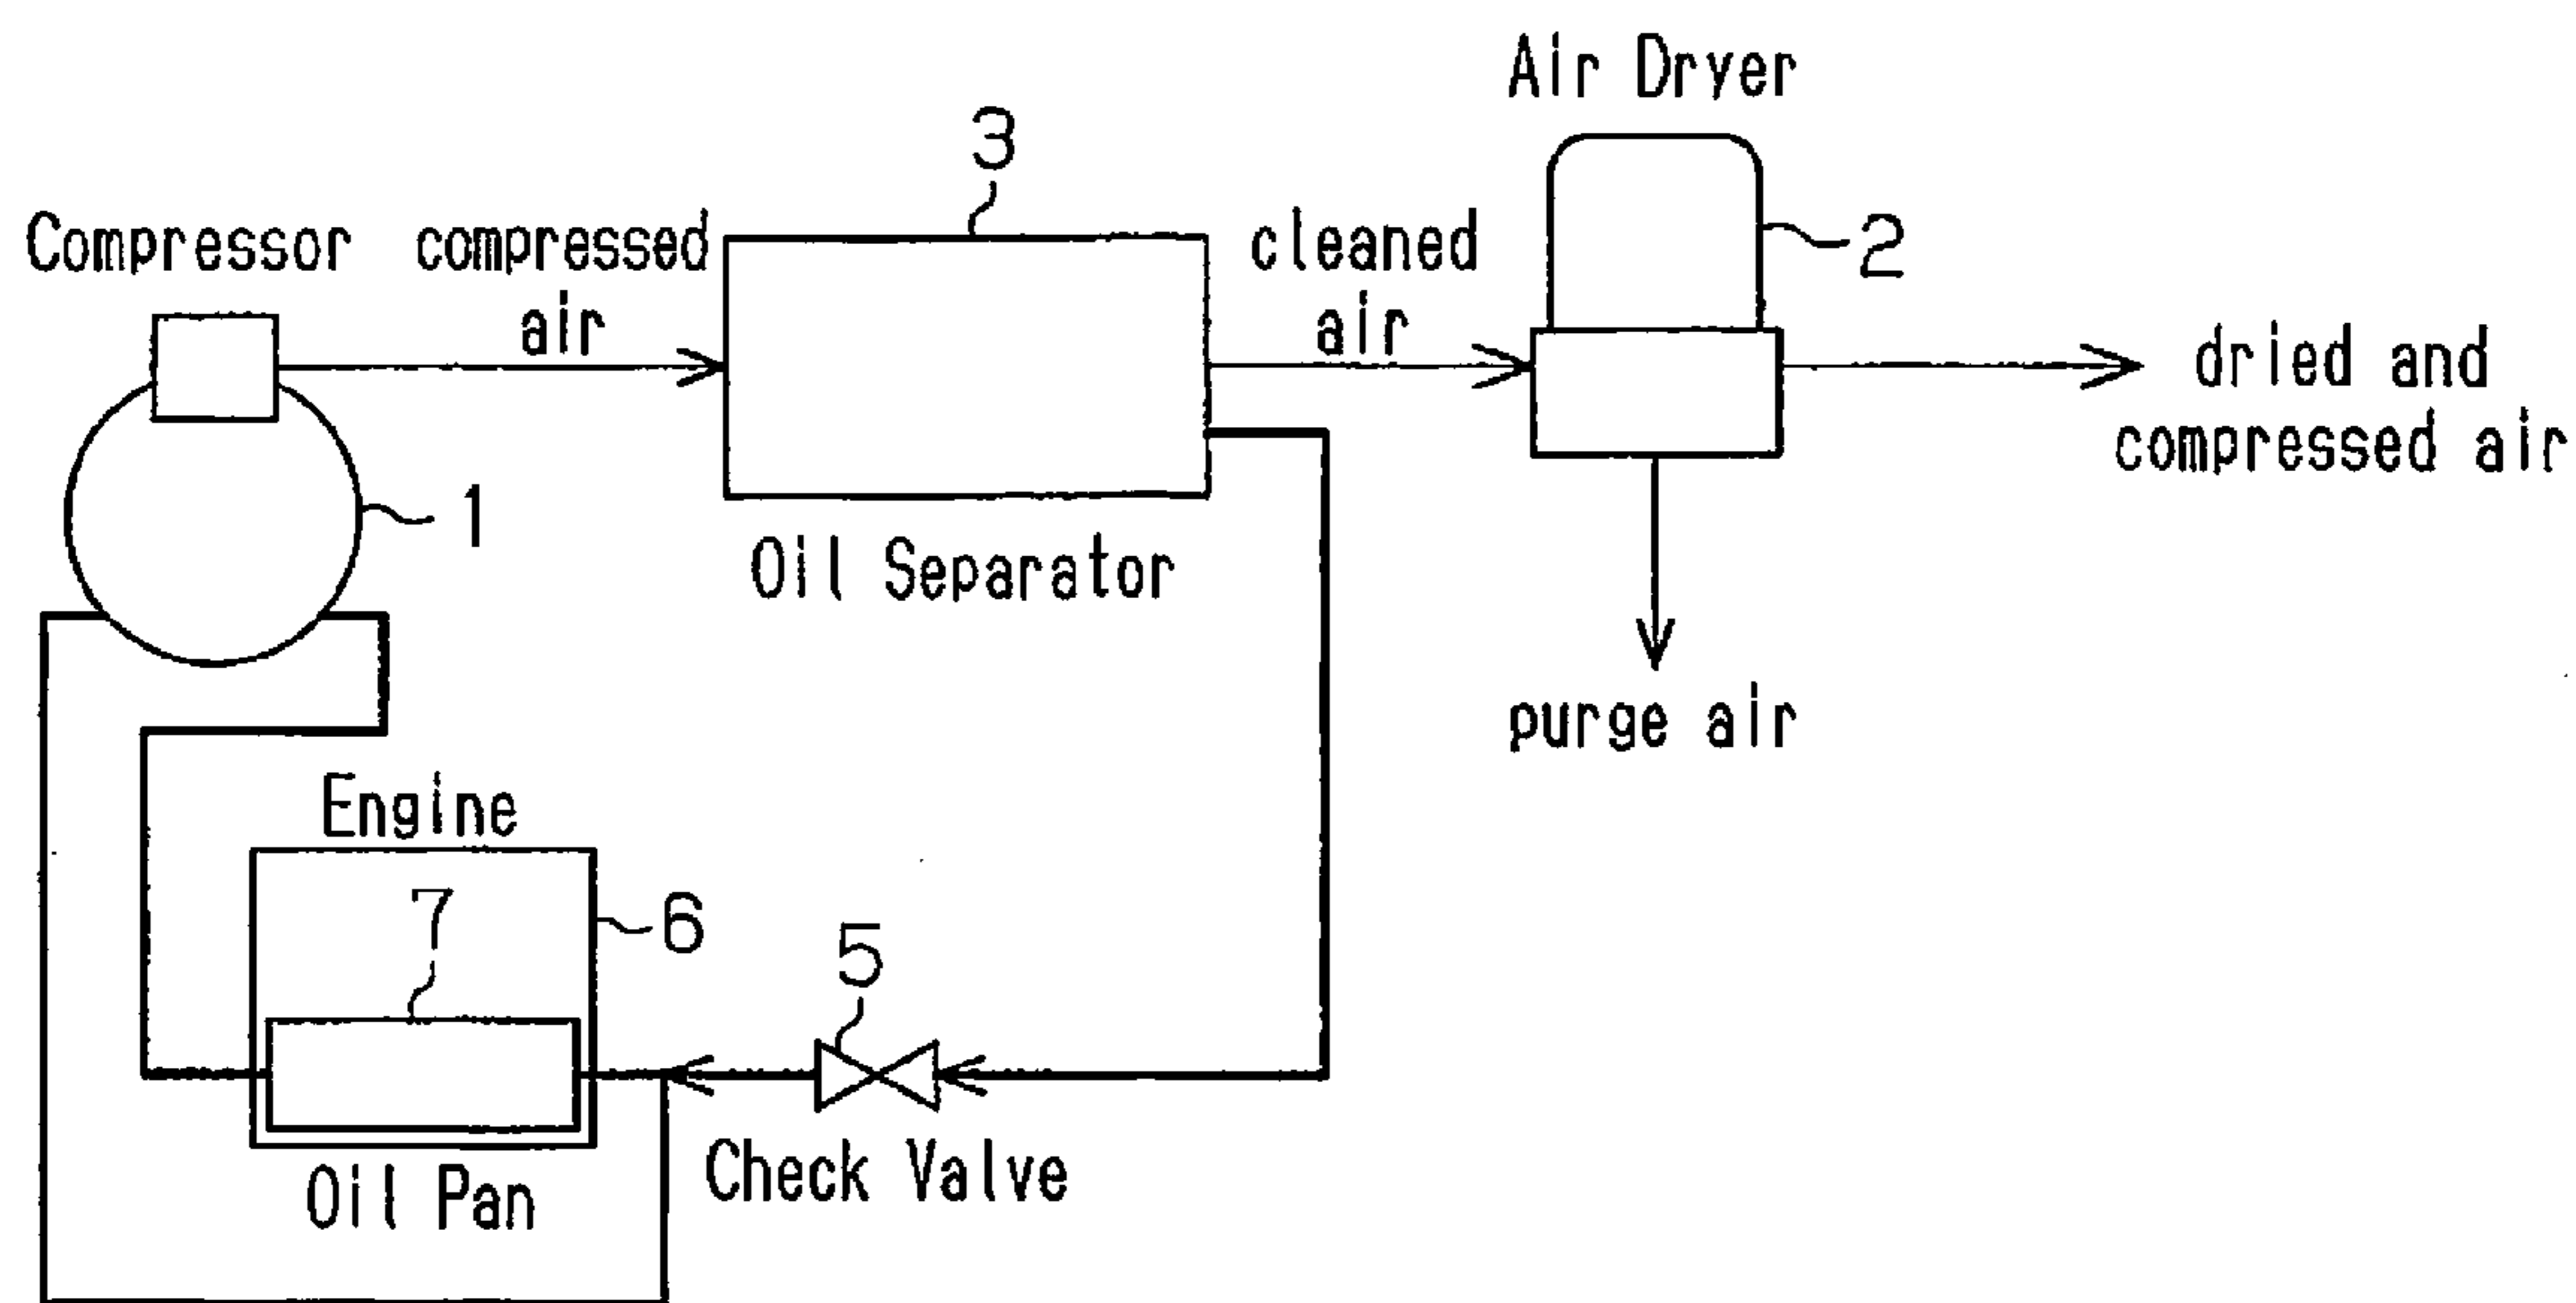 Air Dryer
3
Compressor
compressed
air
cleaned
air
2
dried and
compressed air
1
Oil Separator
purge air
Engine
7
6
5
Oil Pan
Check Valve